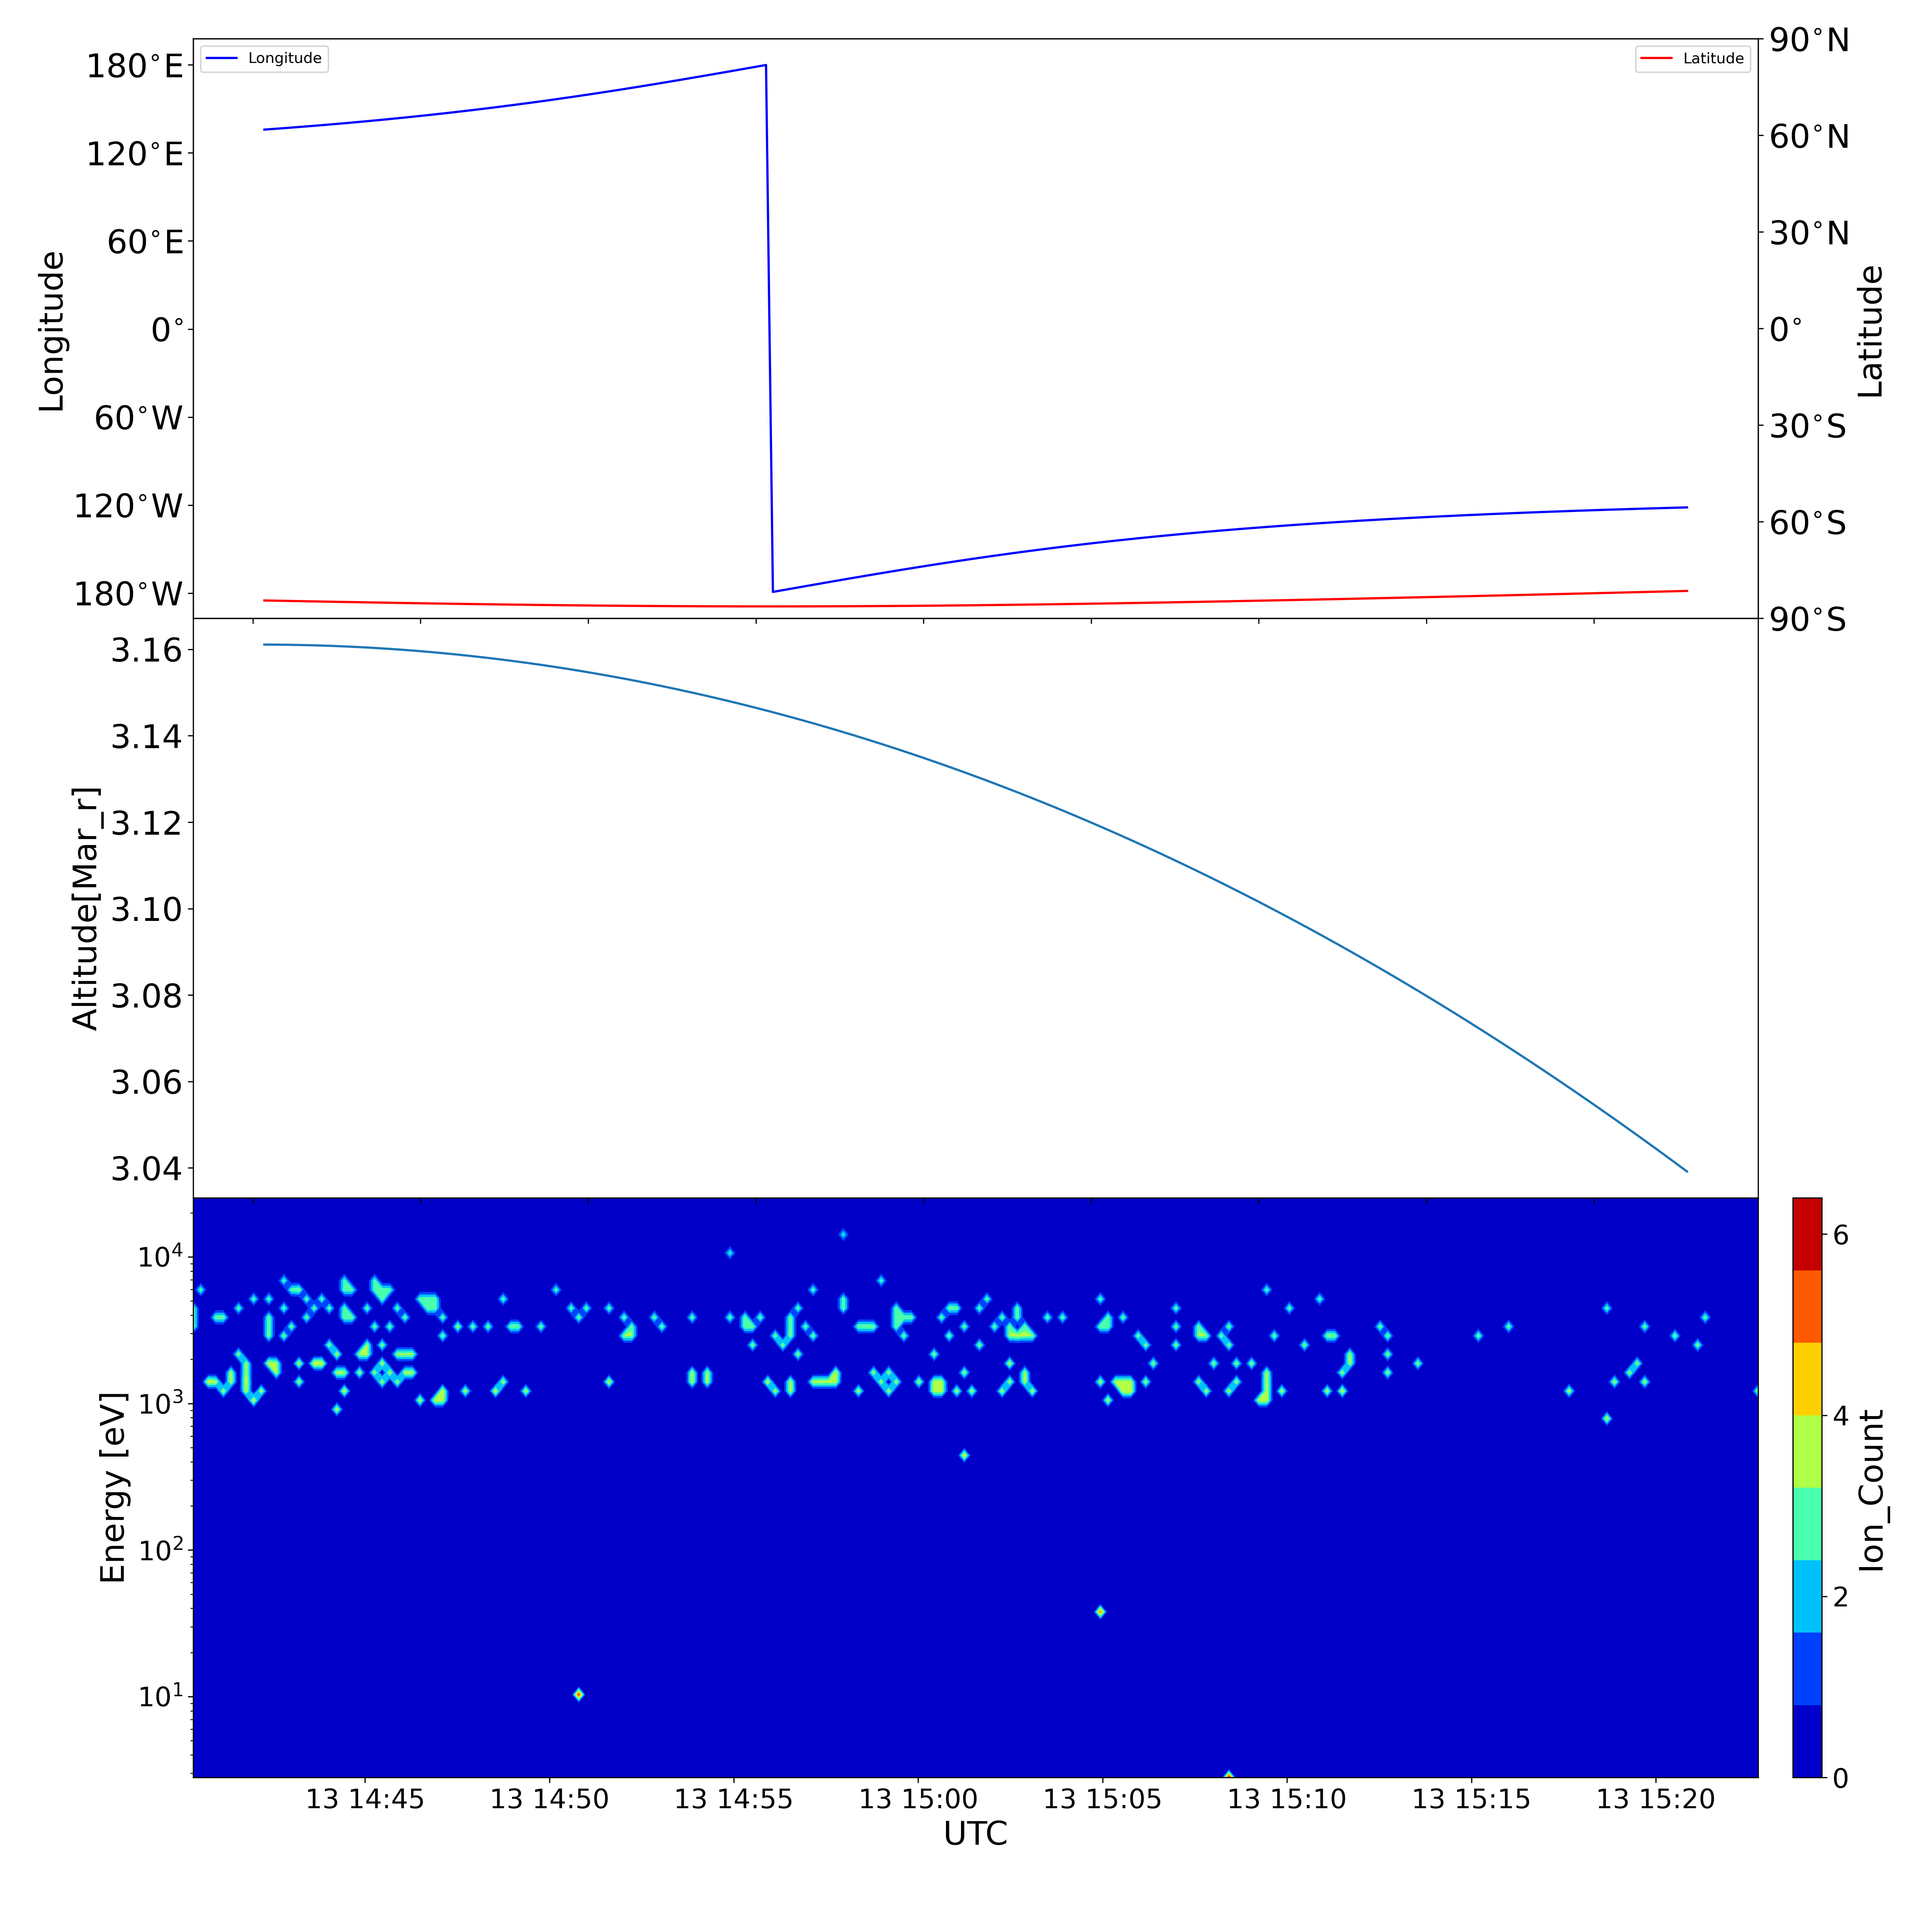 Longitude
Latitude
180°E
120°E
60°E
0°
60°W
120°W
180°W
Longitude
90°N
60°N
30°N
0°
30°S
60°S
90°S
Latitude
3.16
3.14
3.12
3.10
3.08
3.06
3.04
Altitude[Mar_r]
10⁴
10³
10²
10¹
Energy [eV]
6
4
2
0
Ion_Count
13 14:45 13 14:50 13 14:55 13 15:00 13 15:05 13 15:10 13 15:15 13 15:20
UTC